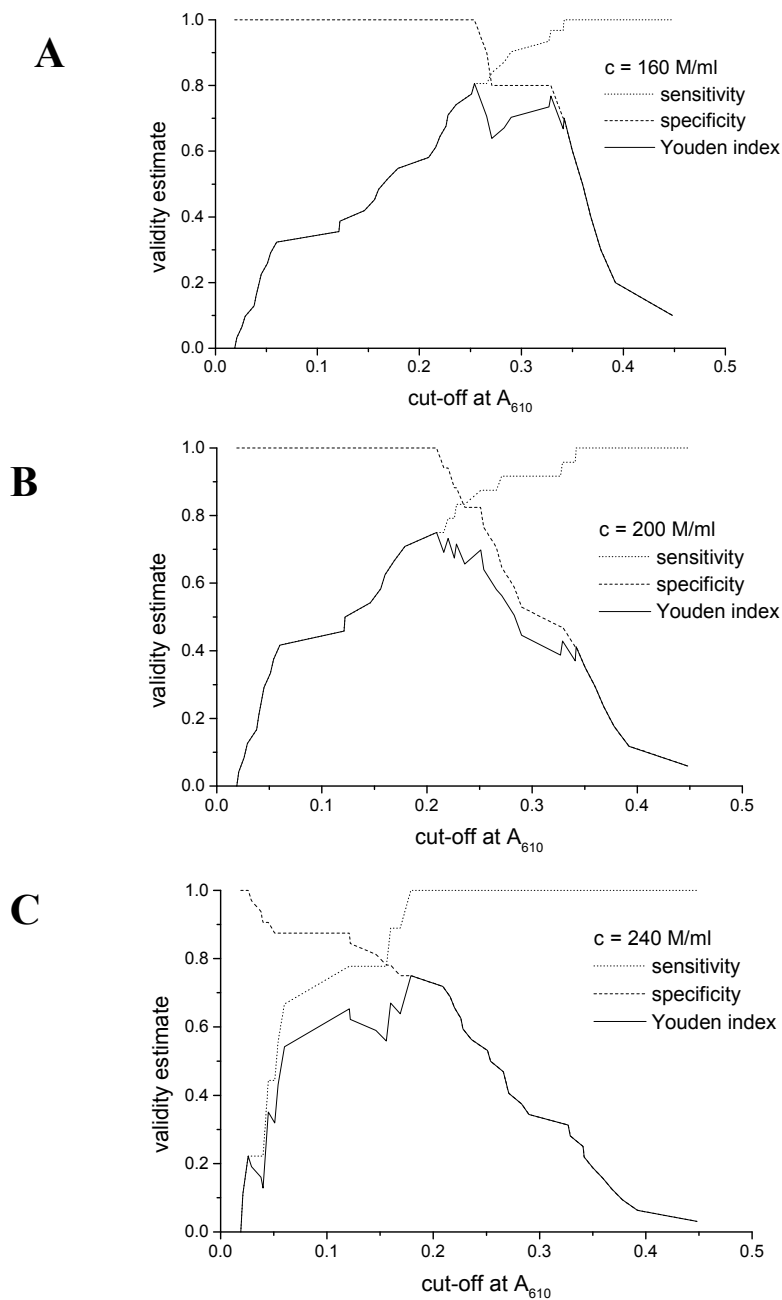 A
c = 160 M/ml
sensitivity
specificity
Youden index
validity estimate
1.0
0.8
0.6
0.4
0.2
0.0
0.0 0.1 0.2 0.3 0.4 0.5
cut-off at A610
B
c = 200 M/ml
sensitivity
specificity
Youden index
validity estimate
1.0
0.8
0.6
0.4
0.2
0.0
0.0 0.1 0.2 0.3 0.4 0.5
cut-off at A610
C
c = 240 M/ml
sensitivity
specificity
Youden index
validity estimate
1.0
0.8
0.6
0.4
0.2
0.0
0.0 0.1 0.2 0.3 0.4 0.5
cut-off at A610